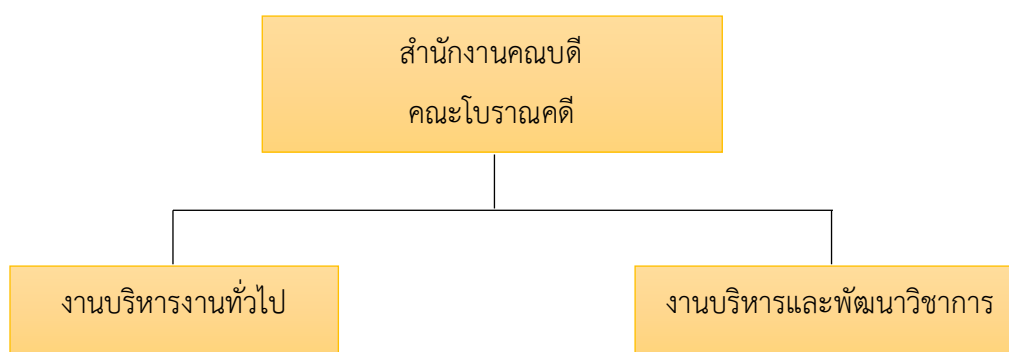 สำนักงานคณบดี
คณะโบราณคดี
งานบริหารงานทั่วไป
งานบริหารและพัฒนาวิชาการ